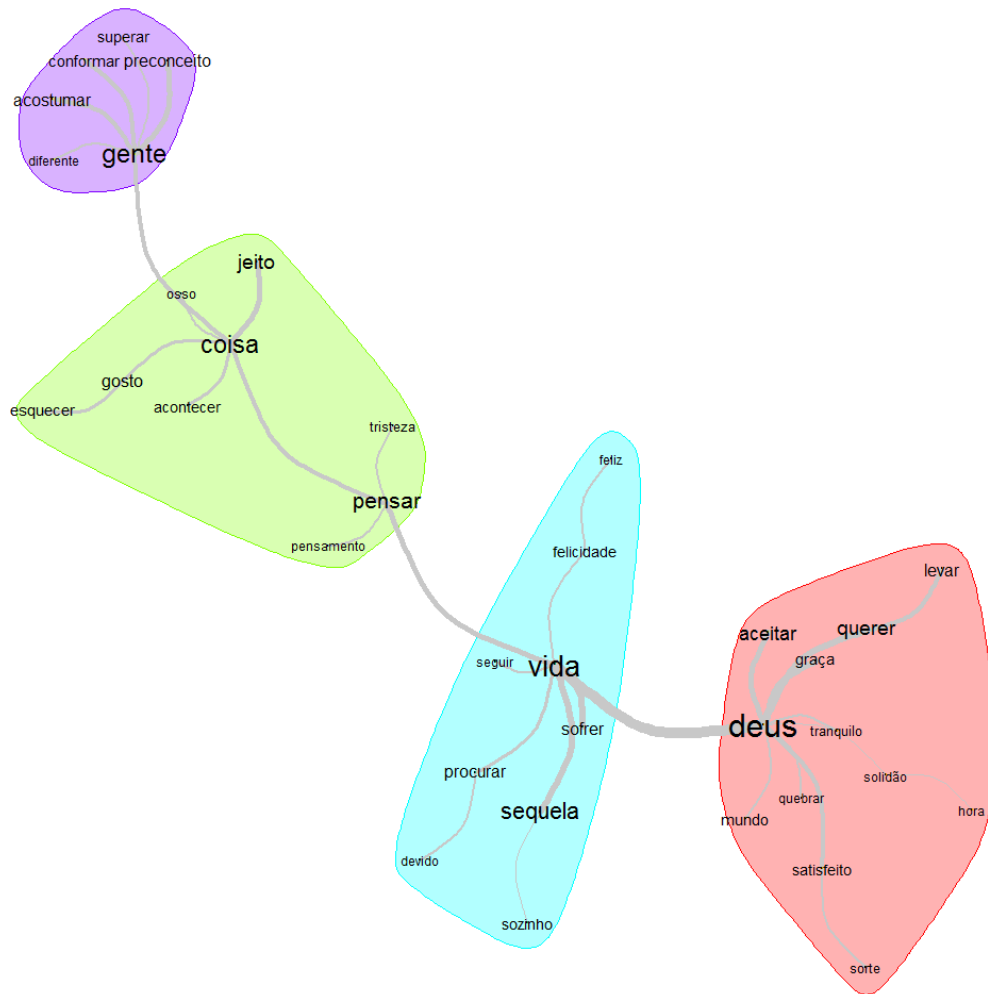 superar
conformar preconceito
acostumar
diferente
gente
jeito
osso
coisa
gosto
esquecer
acontecer
tristeza
pensar
pensamento
feliz
felicidade
seguir
vida
sofrer
procurar
sequela
devido
sozinho
levar
aceitar
querer
graça
deus
tranquilo
solidão
quebrar
hora
mundo
satisfeito
sorte